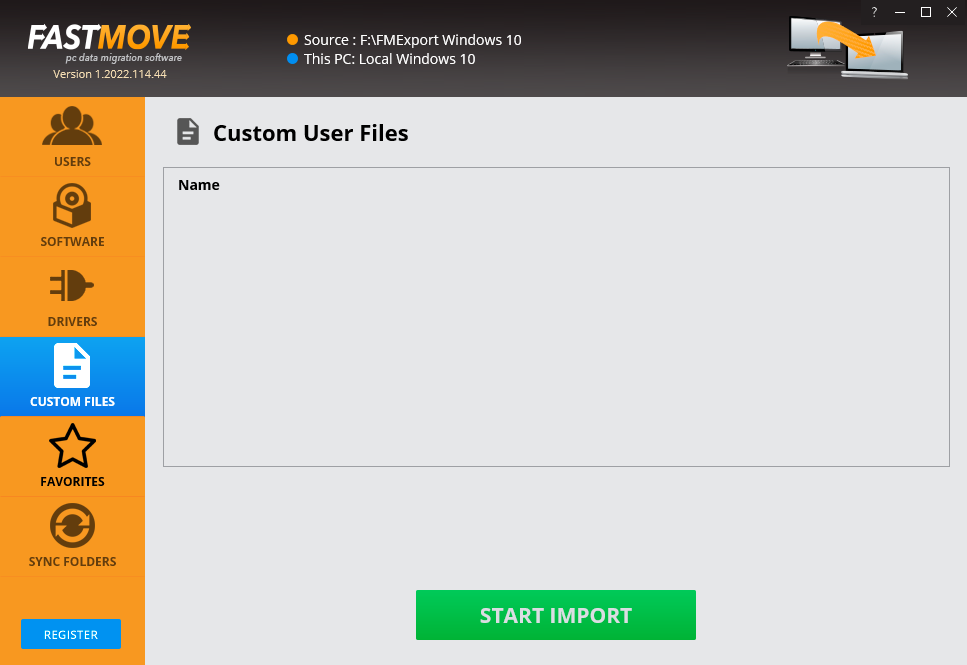 ?
FASTMOVE
pc data migration software
Version 1.2022.114.44
Source : F:\FMExport Windows 10
This PC: Local Windows 10
USERS
SOFTWARE
DRIVERS
CUSTOM FILES
FAVORITES
SYNC FOLDERS
REGISTER
Custom User Files
Name
START IMPORT